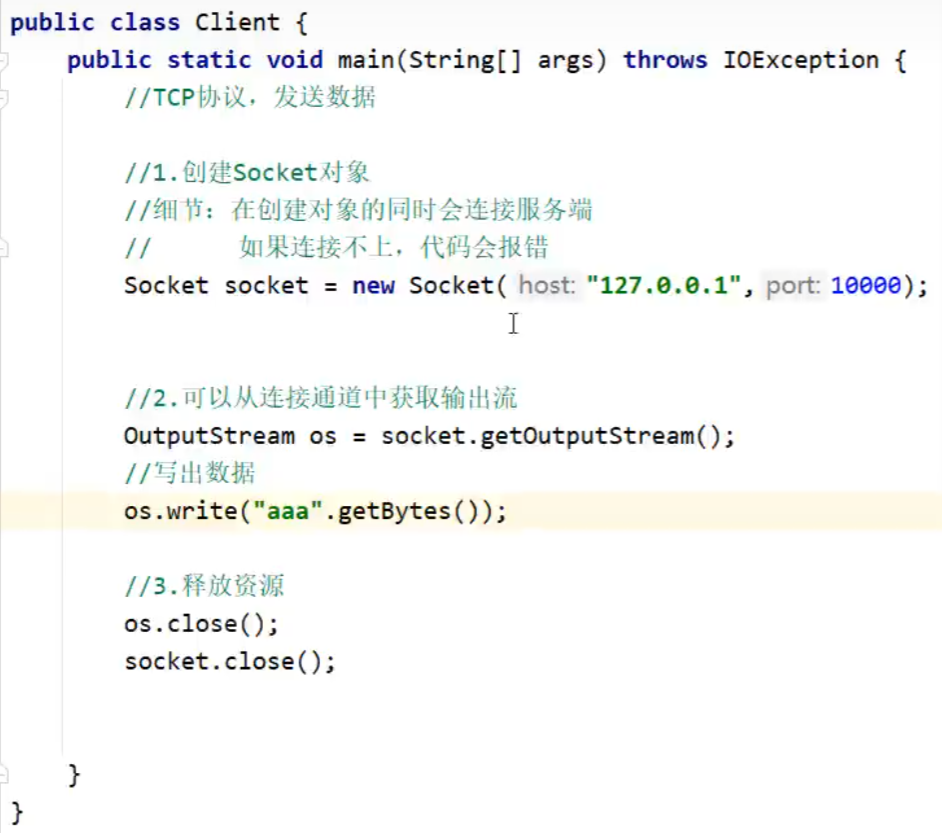 public class Client {
public static void main(String[] args) throws IOException {
//TCP协议，发送数据
//1.创建Socket对象
//细节：在创建对象的同时会连接服务端
// 如果连接不上，代码会报错
Socket socket = new Socket( host: "127.0.0.1", port: 10000);
//2.可以从连接通道中获取输出流
OutputStream os = socket.getOutputStream();
//写出数据
os.write("aaa".getBytes());
//3.释放资源
os.close();
socket.close();
}
}